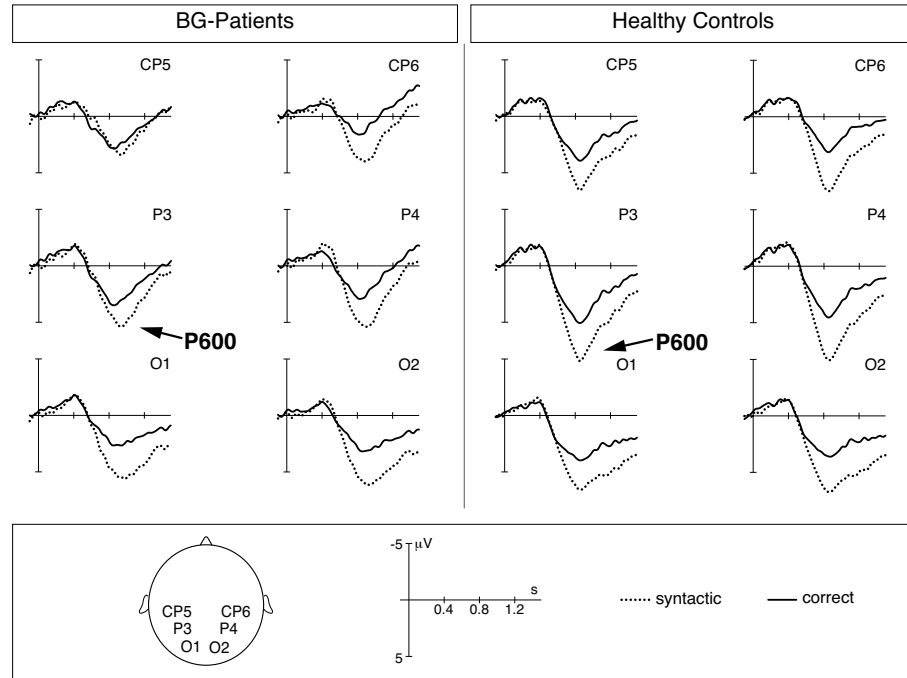 BG-Patients
Healthy Controls
CP5
CP6
CP5
CP6
P3
P4
P3
P4
P600
P600
O1
O2
O1
O2
CP5
CP6
P3
P4
O1
O2
-5
μV
s
0.4
0.8
1.2
5
syntactic
correct